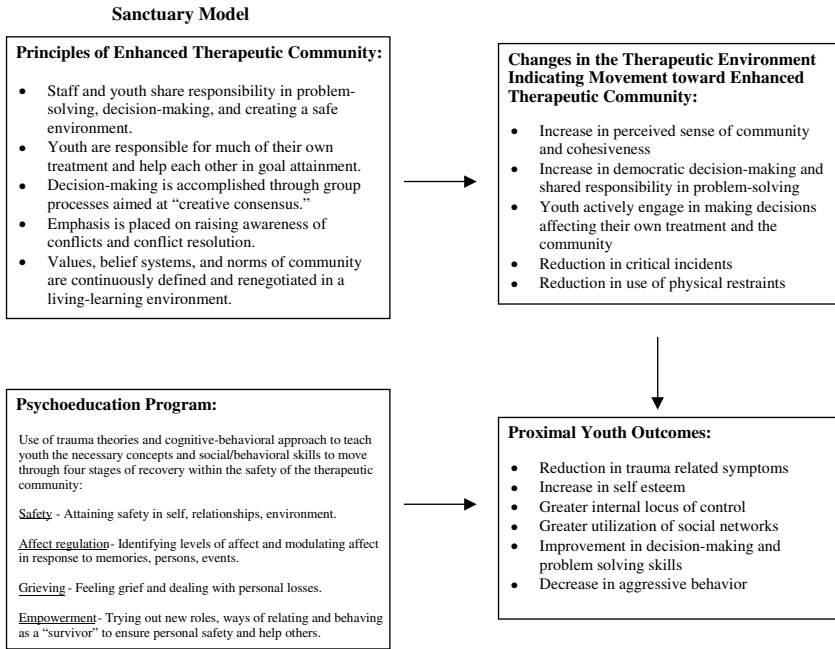 Sanctuary Model
Principles of Enhanced Therapeutic Community:
• Staff and youth share responsibility in problem-
solving, decision-making, and creating a safe
environment.
• Youth are responsible for much of their own
treatment and help each other in goal attainment.
• Decision-making is accomplished through group
processes aimed at “creative consensus.”
• Emphasis is placed on raising awareness of
conflicts and conflict resolution.
• Values, belief systems, and norms of community
are continuously defined and renegotiated in a
living-learning environment.
Changes in the Therapeutic Environment
Indicating Movement toward Enhanced
Therapeutic Community:
• Increase in perceived sense of community
and cohesiveness
• Increase in democratic decision-making and
shared responsibility in problem-solving
• Youth actively engage in making decisions
affecting their own treatment and the
community
• Reduction in critical incidents
• Reduction in use of physical restraints
Psychoeducation Program:
Use of trauma theories and cognitive-behavioral approach to teach
youth the necessary concepts and social/behavioral skills to move
through four stages of recovery within the safety of the therapeutic
community:
Safety - Attaining safety in self, relationships, environment.
Affect regulation - Identifying levels of affect and modulating affect
in response to memories, persons, events.
Grieving - Feeling grief and dealing with personal losses.
Empowerment - Trying out new roles, ways of relating and behaving
as a “survivor” to ensure personal safety and help others.
Proximal Youth Outcomes:
• Reduction in trauma related symptoms
• Increase in self esteem
• Greater internal locus of control
• Greater utilization of social networks
• Improvement in decision-making and
problem solving skills
• Decrease in aggressive behavior